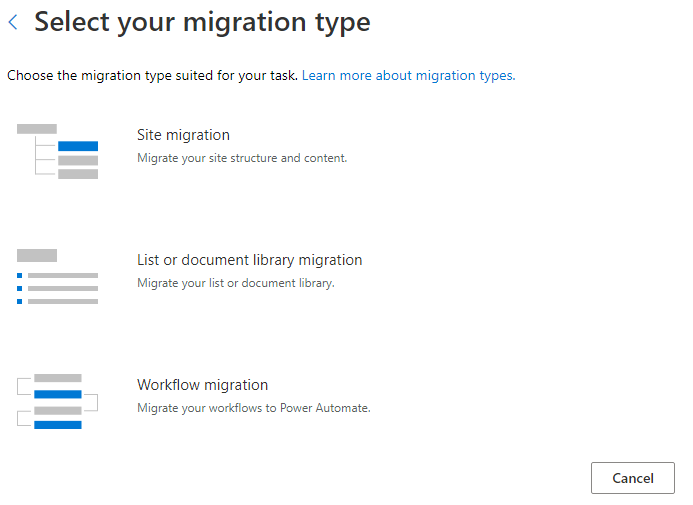 Select your migration type
Choose the migration type suited for your task. Learn more about migration types.
Site migration
Migrate your site structure and content.
List or document library migration
Migrate your list or document library.
Workflow migration
Migrate your workflows to Power Automate.
Cancel